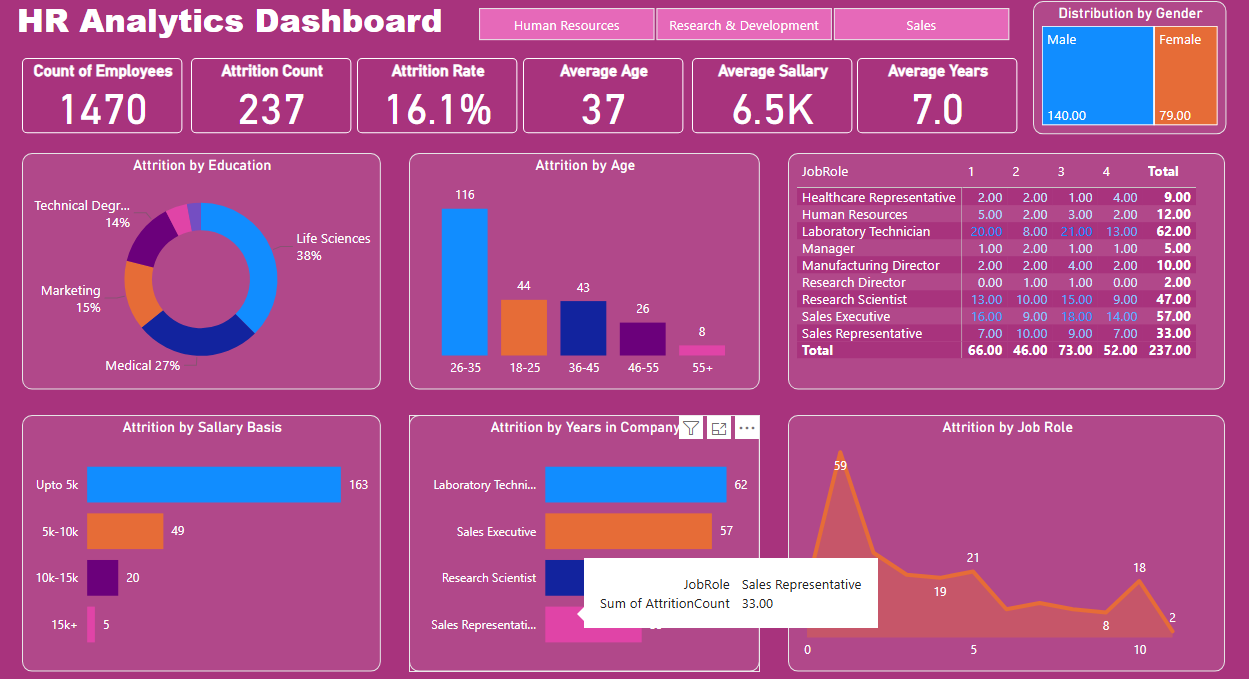 HR Analytics Dashboard
Human Resources
Research & Development
Sales
Distribution by Gender
Male
Female
140.00
79.00
Count of Employees
1470
Attrition Count
237
Attrition Rate
16.1%
Average Age
37
Average Sallary
6.5K
Average Years
7.0
Attrition by Education
Technical Degr...
14%
Life Sciences
38%
Marketing
15%
Medical 27%
Attrition by Age
116
44
43
26
8
26-35 18-25 36-45 46-55 55+
JobRole 1 2 3 4 Total
Healthcare Representative 2.00 2.00 1.00 4.00 9.00
Human Resources 5.00 2.00 3.00 2.00 12.00
Laboratory Technician 20.00 8.00 21.00 13.00 62.00
Manager 1.00 2.00 1.00 1.00 5.00
Manufacturing Director 2.00 2.00 4.00 2.00 10.00
Research Director 0.00 1.00 1.00 0.00 2.00
Research Scientist 13.00 10.00 15.00 9.00 47.00
Sales Executive 16.00 9.00 18.00 14.00 57.00
Sales Representative 7.00 10.00 9.00 7.00 33.00
Total 66.00 46.00 73.00 52.00 237.00
Attrition by Sallary Basis
Upto 5k 163
5k-10k 49
10k-15k 20
15k+ 5
Attrition by Years in Company
Laboratory Techni... 62
Sales Executive 57
Research Scientist
Sales Representati...
JobRole Sales Representative
Sum of AttritionCount 33.00
Attrition by Job Role
59
21
19
18
8
2
0 5 10